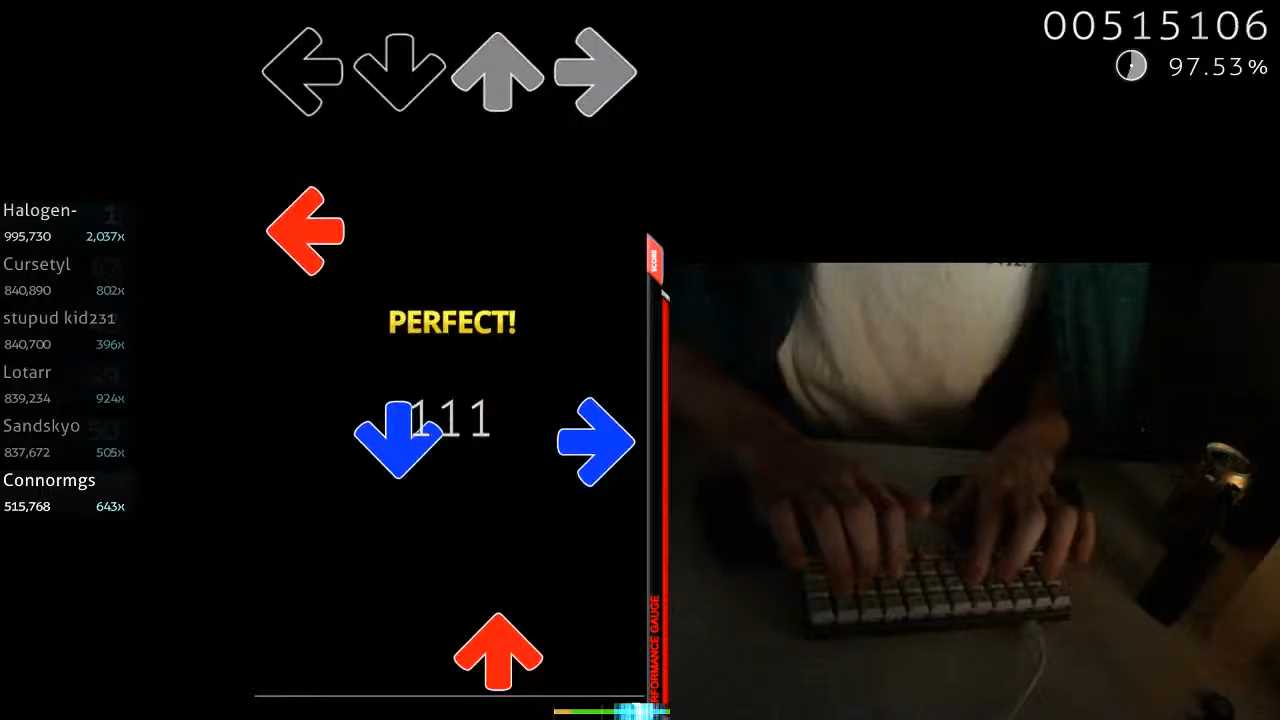 00515106
97.53%
Halogen-
995,730 2,037x
Cursetyl
840,890 802x
stupud kid231
840,700 396x
Lotarr
839,234 924x
Sandskyo
837,672 505x
Connormgs
515,768 643x
PERFECT!
111
SCORE
RFORMANCE GAUGE